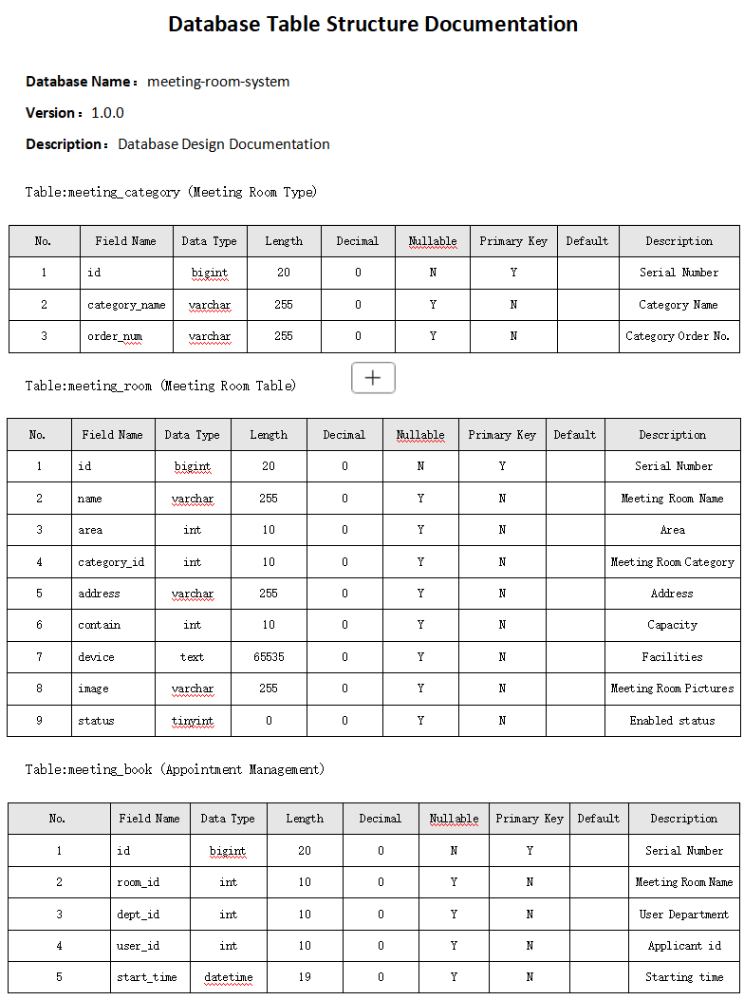 Database Table Structure Documentation
Database Name：meeting-room-system
Version：1.0.0
Description：Database Design Documentation
Table:meeting_category (Meeting Room Type)
No. Field Name Data Type Length Decimal Nullable Primary Key Default Description
1 id bigint 20 0 N Y Serial Number
2 category_name varchar 255 0 Y N Category Name
3 order_num varchar 255 0 Y N Category Order No.
Table:meeting_room (Meeting Room Table)
No. Field Name Data Type Length Decimal Nullable Primary Key Default Description
1 id bigint 20 0 N Y Serial Number
2 name varchar 255 0 Y N Meeting Room Name
3 area int 10 0 Y N Area
4 category_id int 10 0 Y N Meeting Room Category
5 address varchar 255 0 Y N Address
6 contain int 10 0 Y N Capacity
7 device text 65535 0 Y N Facilities
8 image varchar 255 0 Y N Meeting Room Pictures
9 status tinyint 0 0 Y N Enabled status
Table:meeting_book (Appointment Management)
No. Field Name Data Type Length Decimal Nullable Primary Key Default Description
1 id bigint 20 0 N Y Serial Number
2 room_id int 10 0 Y N Meeting Room Name
3 dept_id int 10 0 Y N User Department
4 user_id int 10 0 Y N Applicant id
5 start_time datetime 19 0 Y N Starting time